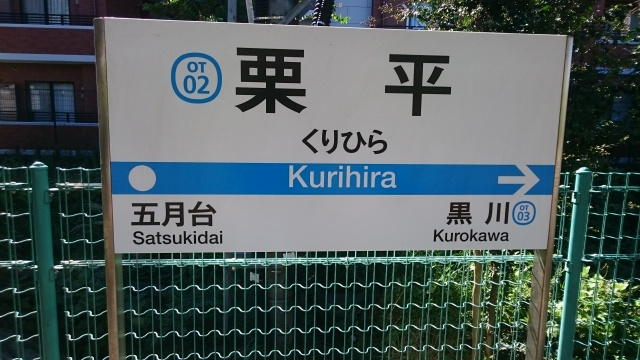 OT 02 栗平
くりひら
Kurihira
五月台 黒川 OT 03
Satsukidai Kurokawa